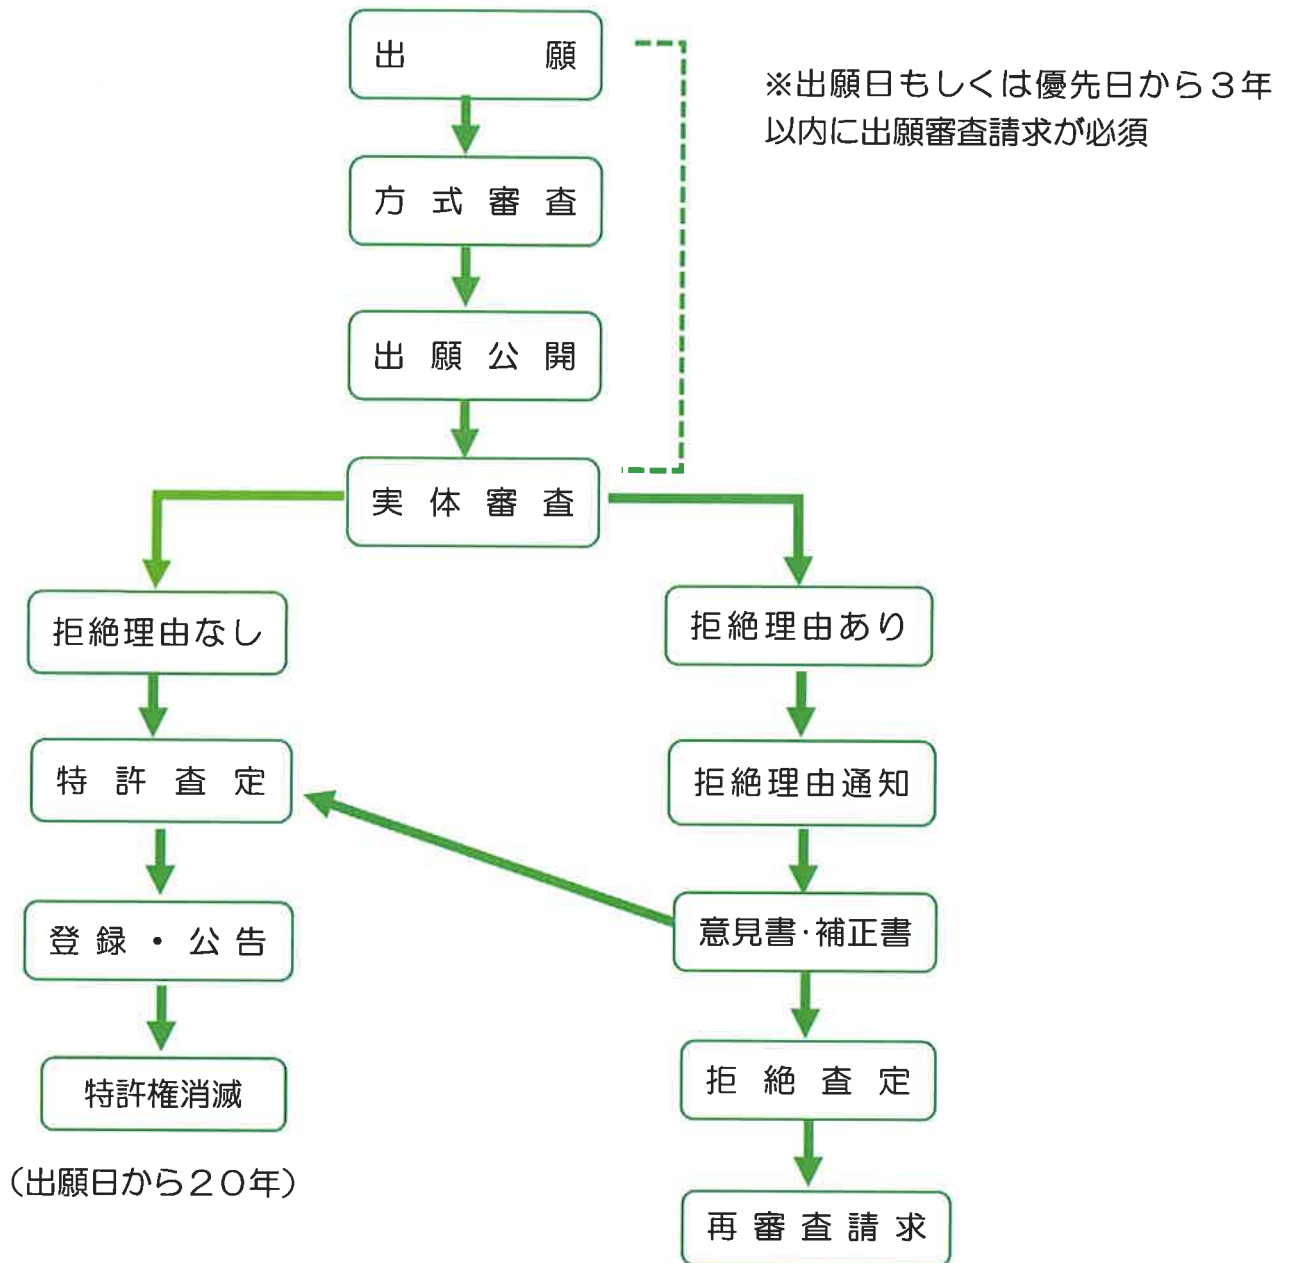 出願
※出願日もしくは優先日から3年
以内に出願審査請求が必須
方式審査
出願公開
実体審査
拒絶理由なし
拒絶理由あり
特許査定
拒絶理由通知
登録・公告
意見書・補正書
特許権消滅
拒絶査定
（出願日から20年）
再審査請求